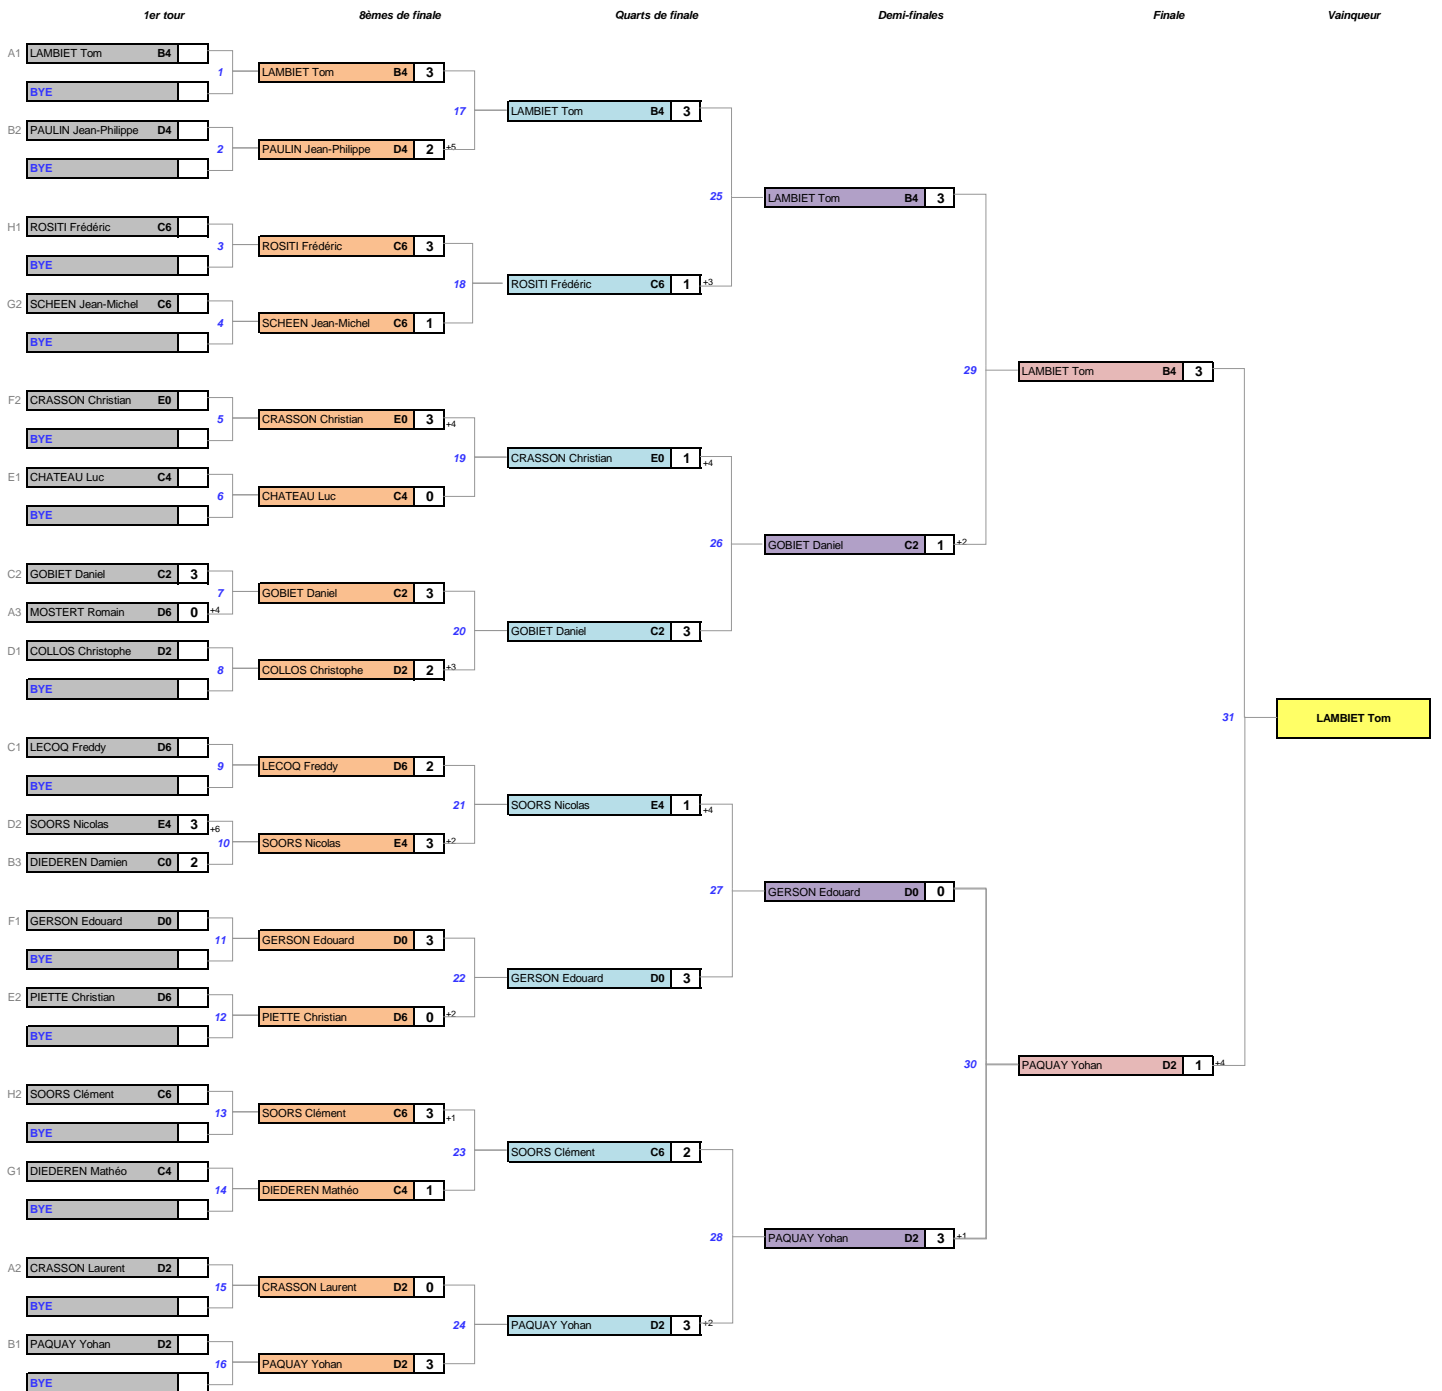 1er tour
8èmes de finale
Quarts de finale
Demi-finales
Finale
Vainqueur
A1 LAMBIET Tom B4
1
BYE
LAMBIET Tom B4 3
17
B2 PAULIN Jean-Philippe D4
2
BYE
PAULIN Jean-Philippe D4 2 +5
LAMBIET Tom B4 3
25
H1 ROSITI Frédéric C6
3
BYE
ROSITI Frédéric C6 3
18
G2 SCHEEN Jean-Michel C6
4
BYE
SCHEEN Jean-Michel C6 1
ROSITI Frédéric C6 1 +3
LAMBIET Tom B4 3
29
F2 CRASSON Christian E0
5
BYE
CRASSON Christian E0 3 +4
19
E1 CHATEAU Luc C4
6
BYE
CHATEAU Luc C4 0
CRASSON Christian E0 1 +4
26
C2 GOBIET Daniel C2 3
7
A3 MOSTERT Romain D6 0 +4
GOBIET Daniel C2 3
20
D1 COLLOS Christophe D2
8
BYE
COLLOS Christophe D2 2 +3
GOBIET Daniel C2 3
GOBIET Daniel C2 1 +2
LAMBIET Tom B4 3
31
LAMBIET Tom
C1 LECOQ Freddy D6
9
BYE
LECOQ Freddy D6 2
21
D2 SOORS Nicolas E4 3 +6
10
B3 DIEDEREN Damien C0 2
SOORS Nicolas E4 3 +2
SOORS Nicolas E4 1 +4
27
F1 GERSON Edouard D0
11
BYE
GERSON Edouard D0 3
22
E2 PIETTE Christian D6
12
BYE
PIETTE Christian D6 0 +2
GERSON Edouard D0 3
GERSON Edouard D0 0
30
H2 SOORS Clément C6
13
BYE
SOORS Clément C6 3 +1
23
G1 DIEDEREN Mathéo C4
14
BYE
DIEDEREN Mathéo C4 1
SOORS Clément C6 2
28
A2 CRASSON Laurent D2
15
BYE
CRASSON Laurent D2 0
24
B1 PAQUAY Yohan D2
16
BYE
PAQUAY Yohan D2 3
PAQUAY Yohan D2 3 +2
PAQUAY Yohan D2 3 +1
PAQUAY Yohan D2 1 +4